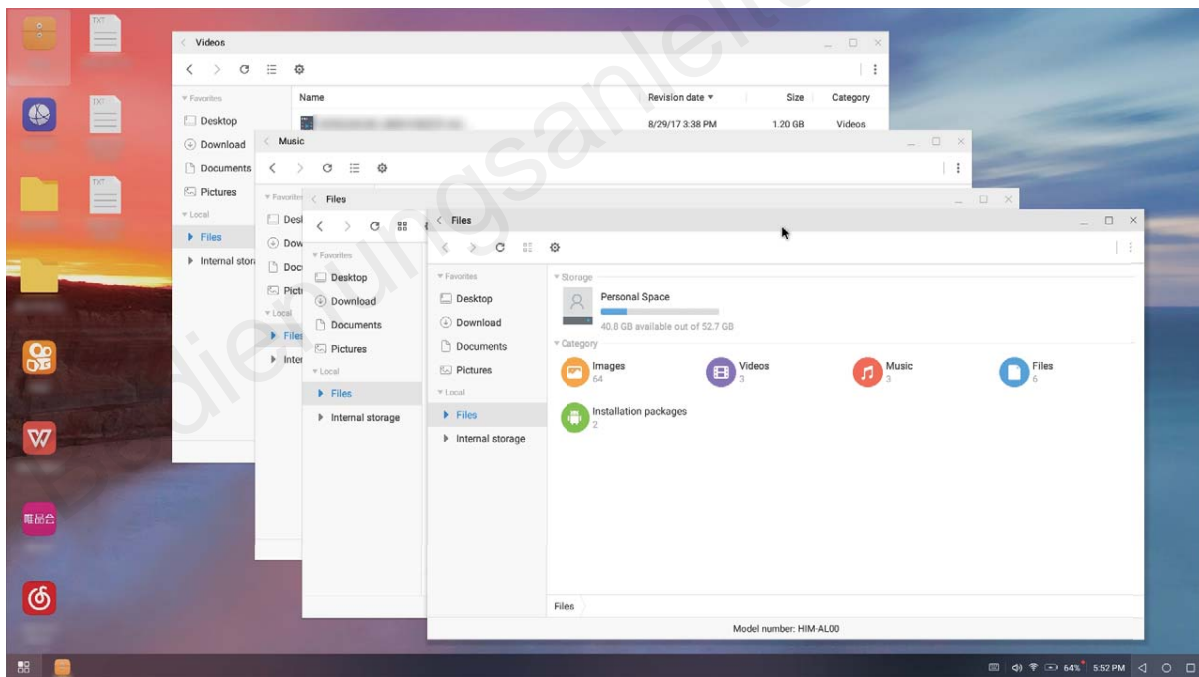 TXT
TXT
TXT
唯品会
Videos
Favorites
Desktop
Download
Documents
Pictures
Local
Files
Name
Revision date
Size
Category
8/29/17 3:38 PM
1.20 GB
Videos
Music
Files
Favorites
Desktop
Download
Documents
Pictures
Local
Files
Internal storage
Files
Favorites
Desktop
Download
Documents
Pictures
Local
Files
Internal storage
Storage
Personal Space
40.8 GB available out of 52.7 GB
Category
Images
64
Videos
3
Music
3
Files
6
Installation packages
2
Files
Model number: HIM-AL00
64%
5:52 PM